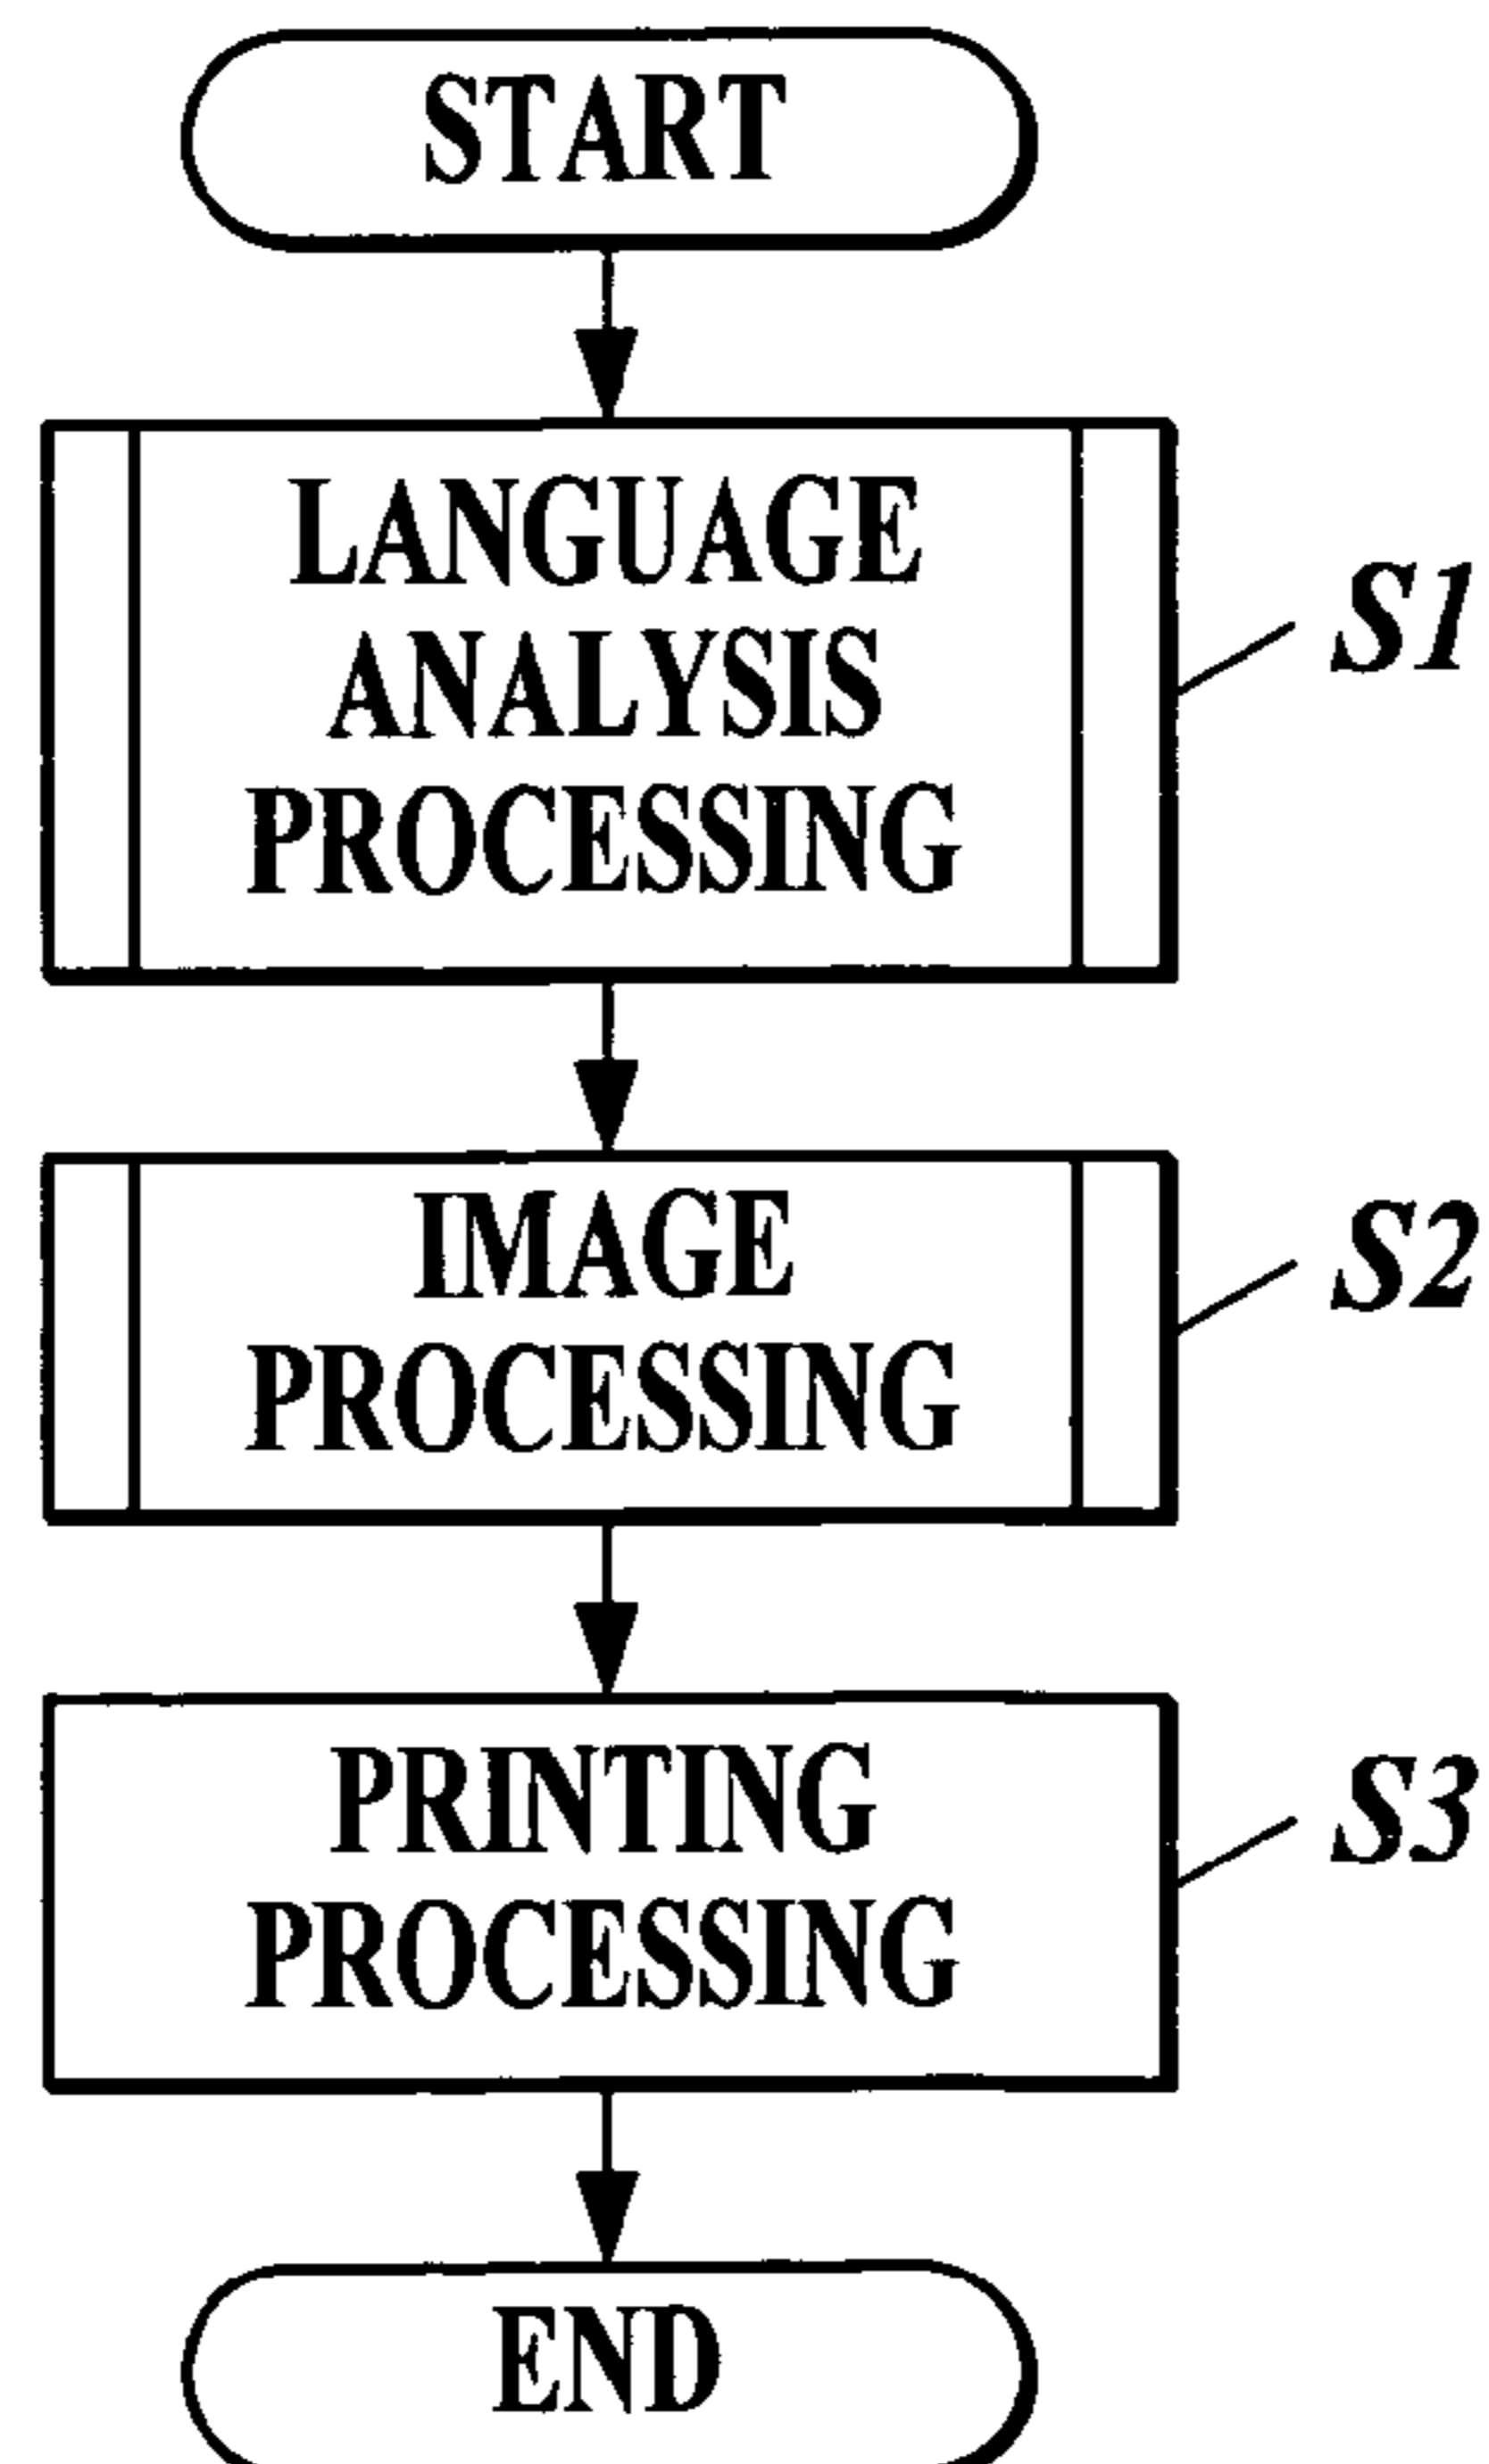 START
LANGUAGE
ANALYSIS
PROCESSING
S1
IMAGE
PROCESSING
S2
PRINTING
PROCESSING
S3
END